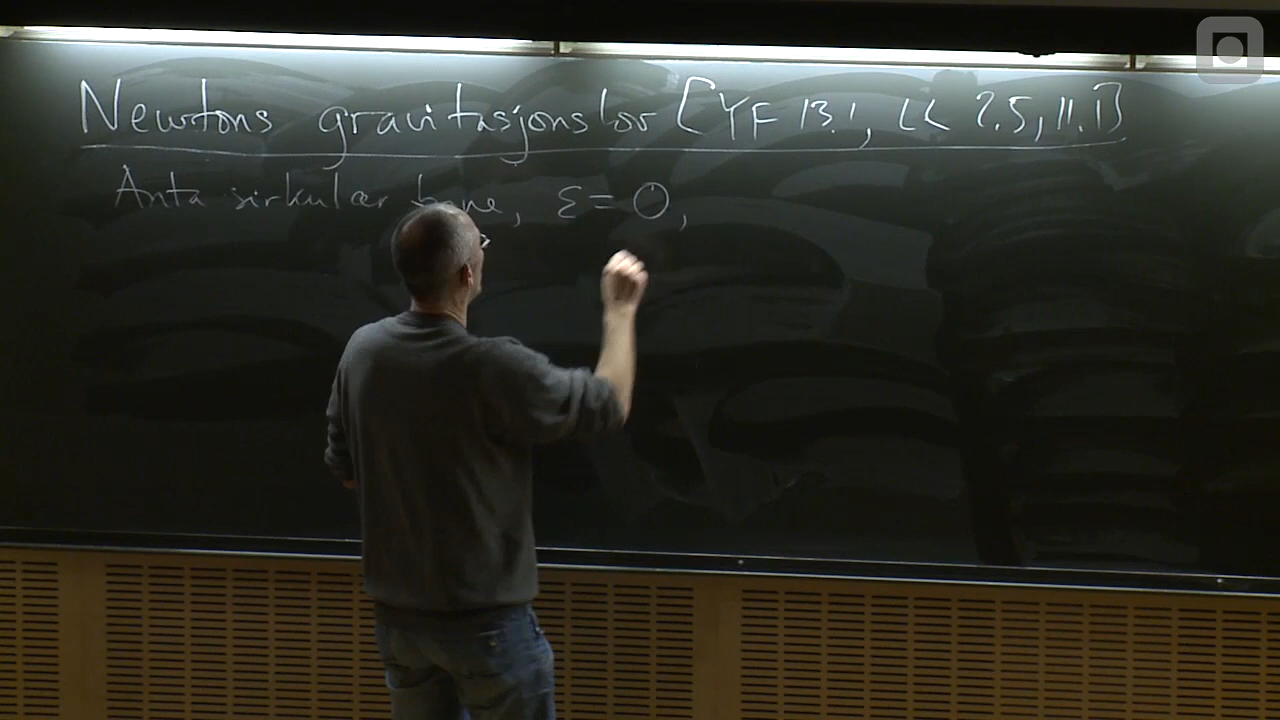 Newtons gravitasjonslov [YF 13.1, LL 2.5, 11.1]
Anta sirkulær bane, ε = 0,